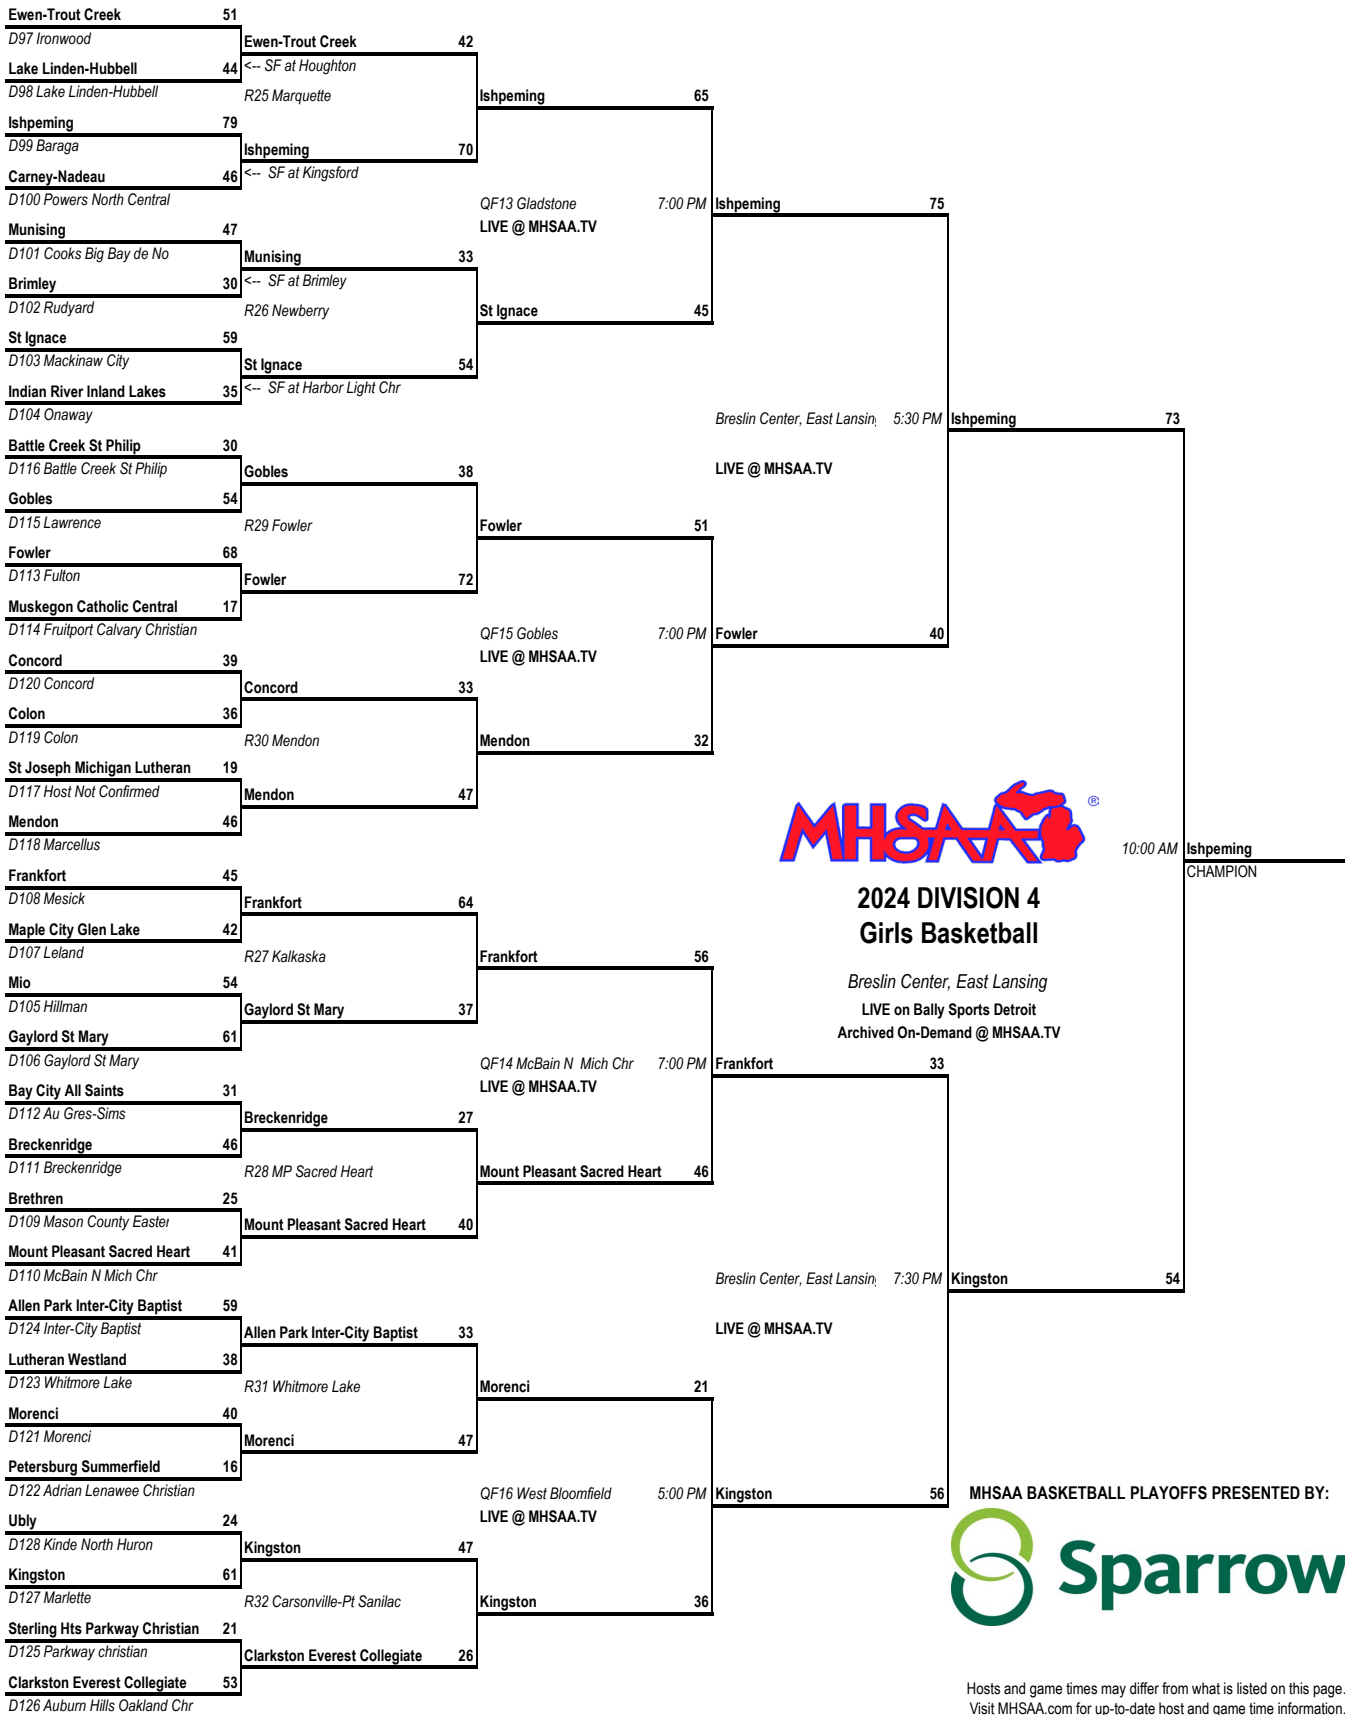 Ewen-Trout Creek 51
D97 Ironwood
Ewen-Trout Creek 42
Lake Linden-Hubbell 44
<-- SF at Houghton
D98 Lake Linden-Hubbell
R25 Marquette
Ishpeming 65
Ishpeming 79
D99 Baraga
Ishpeming 70
Carney-Nadeau 46
<-- SF at Kingsford
D100 Powers North Central
QF13 Gladstone 7:00 PM
Ishpeming 75
LIVE @ MHSAA.TV
Munising 47
D101 Cooks Big Bay de No
Munising 33
Brimley 30
<-- SF at Brimley
D102 Rudyard
R26 Newberry
St Ignace 45
St Ignace 59
D103 Mackinaw City
St Ignace 54
Indian River Inland Lakes 35
<-- SF at Harbor Light Chr
D104 Onaway
Breslin Center, East Lansin 5:30 PM
Ishpeming 73
Battle Creek St Philip 30
D116 Battle Creek St Philip
Gobles 38
LIVE @ MHSAA.TV
Gobles 54
D115 Lawrence
R29 Fowler
Fowler 51
Fowler 68
D113 Fulton
Fowler 72
Muskegon Catholic Central 17
D114 Fruitport Calvary Christian
QF15 Gobles 7:00 PM
Fowler 40
LIVE @ MHSAA.TV
Concord 39
D120 Concord
Concord 33
Colon 36
D119 Colon
R30 Mendon
Mendon 32
St Joseph Michigan Lutheran 19
D117 Host Not Confirmed
Mendon 47
Mendon 46
D118 Marcellus
MHSAA ®
10:00 AM
Ishpeming
CHAMPION
Frankfort 45
D108 Mesick
Frankfort 64
2024 DIVISION 4
Girls Basketball
Maple City Glen Lake 42
D107 Leland
R27 Kalkaska
Frankfort 56
Mio 54
Breslin Center, East Lansing
D105 Hillman
Gaylord St Mary 37
LIVE on Bally Sports Detroit
Gaylord St Mary 61
Archived On-Demand @ MHSAA.TV
D106 Gaylord St Mary
QF14 McBain N Mich Chr 7:00 PM
Frankfort 33
LIVE @ MHSAA.TV
Bay City All Saints 31
D112 Au Gres-Sims
Breckenridge 27
Breckenridge 46
D111 Breckenridge
R28 MP Sacred Heart
Mount Pleasant Sacred Heart 46
Brethren 25
D109 Mason County Easter
Mount Pleasant Sacred Heart 40
Mount Pleasant Sacred Heart 41
D110 McBain N Mich Chr
Breslin Center, East Lansin 7:30 PM
Kingston 54
Allen Park Inter-City Baptist 59
D124 Inter-City Baptist
Allen Park Inter-City Baptist 33
LIVE @ MHSAA.TV
Lutheran Westland 38
D123 Whitmore Lake
R31 Whitmore Lake
Morenci 21
Morenci 40
D121 Morenci
Morenci 47
Petersburg Summerfield 16
D122 Adrian Lenawee Christian
QF16 West Bloomfield 5:00 PM
Kingston 56
LIVE @ MHSAA.TV
MHSAA BASKETBALL PLAYOFFS PRESENTED BY:
Sparrow
Ubly 24
D128 Kinde North Huron
Kingston 47
Kingston 61
D127 Marlette
R32 Carsonville-Pt Sanilac
Kingston 36
Sterling Hts Parkway Christian 21
D125 Parkway christian
Clarkston Everest Collegiate 26
Clarkston Everest Collegiate 53
D126 Auburn Hills Oakland Chr
Hosts and game times may differ from what is listed on this page.
Visit MHSAA.com for up-to-date host and game time information.